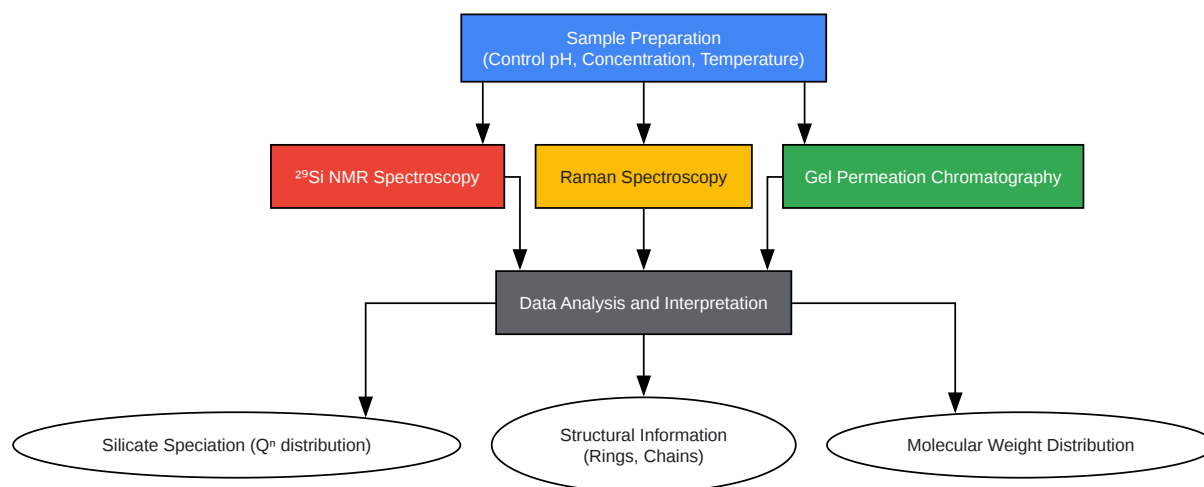 Sample Preparation
(Control pH, Concentration, Temperature)
²⁹Si NMR Spectroscopy
Raman Spectroscopy
Gel Permeation Chromatography
Data Analysis and Interpretation
Silicate Speciation (Qⁿ distribution)
Structural Information
(Rings, Chains)
Molecular Weight Distribution